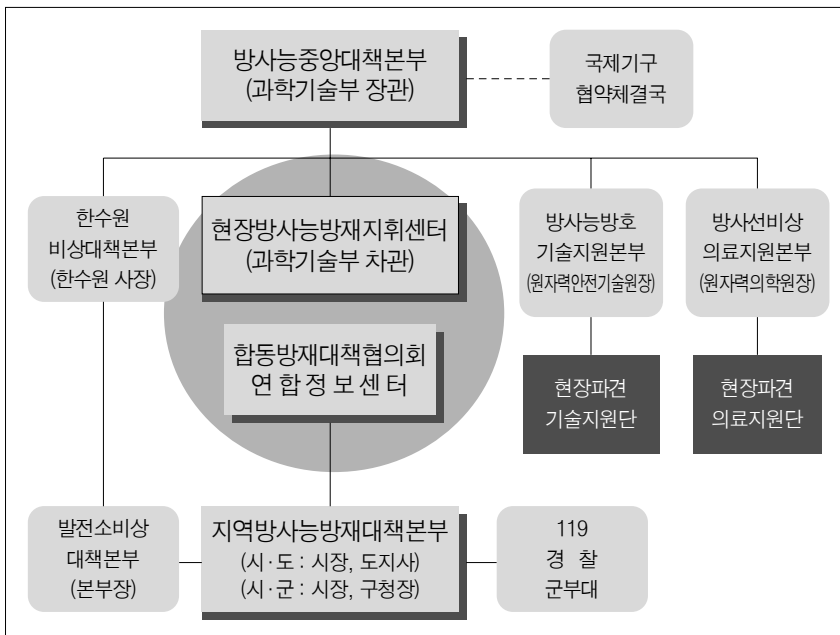 방사능중앙대책본부
(과학기술부 장관)
국제기구
협약체결국
한수원
비상대책본부
(한수원 사장)
현장방사능방재지휘센터
(과학기술부 차관)
방사능방호
기술지원본부
(원자력안전기술원장)
방사선비상
의료지원본부
(원자력의학원장)
합동방재대책협의회
연 합 정 보 센 터
현장파견
기술지원단
현장파견
의료지원단
발전소비상
대책본부
(본부장)
지역방사능방재대책본부
(시·도 : 시장, 도지사)
(시·군 : 시장, 구청장)
119
경 찰
군부대